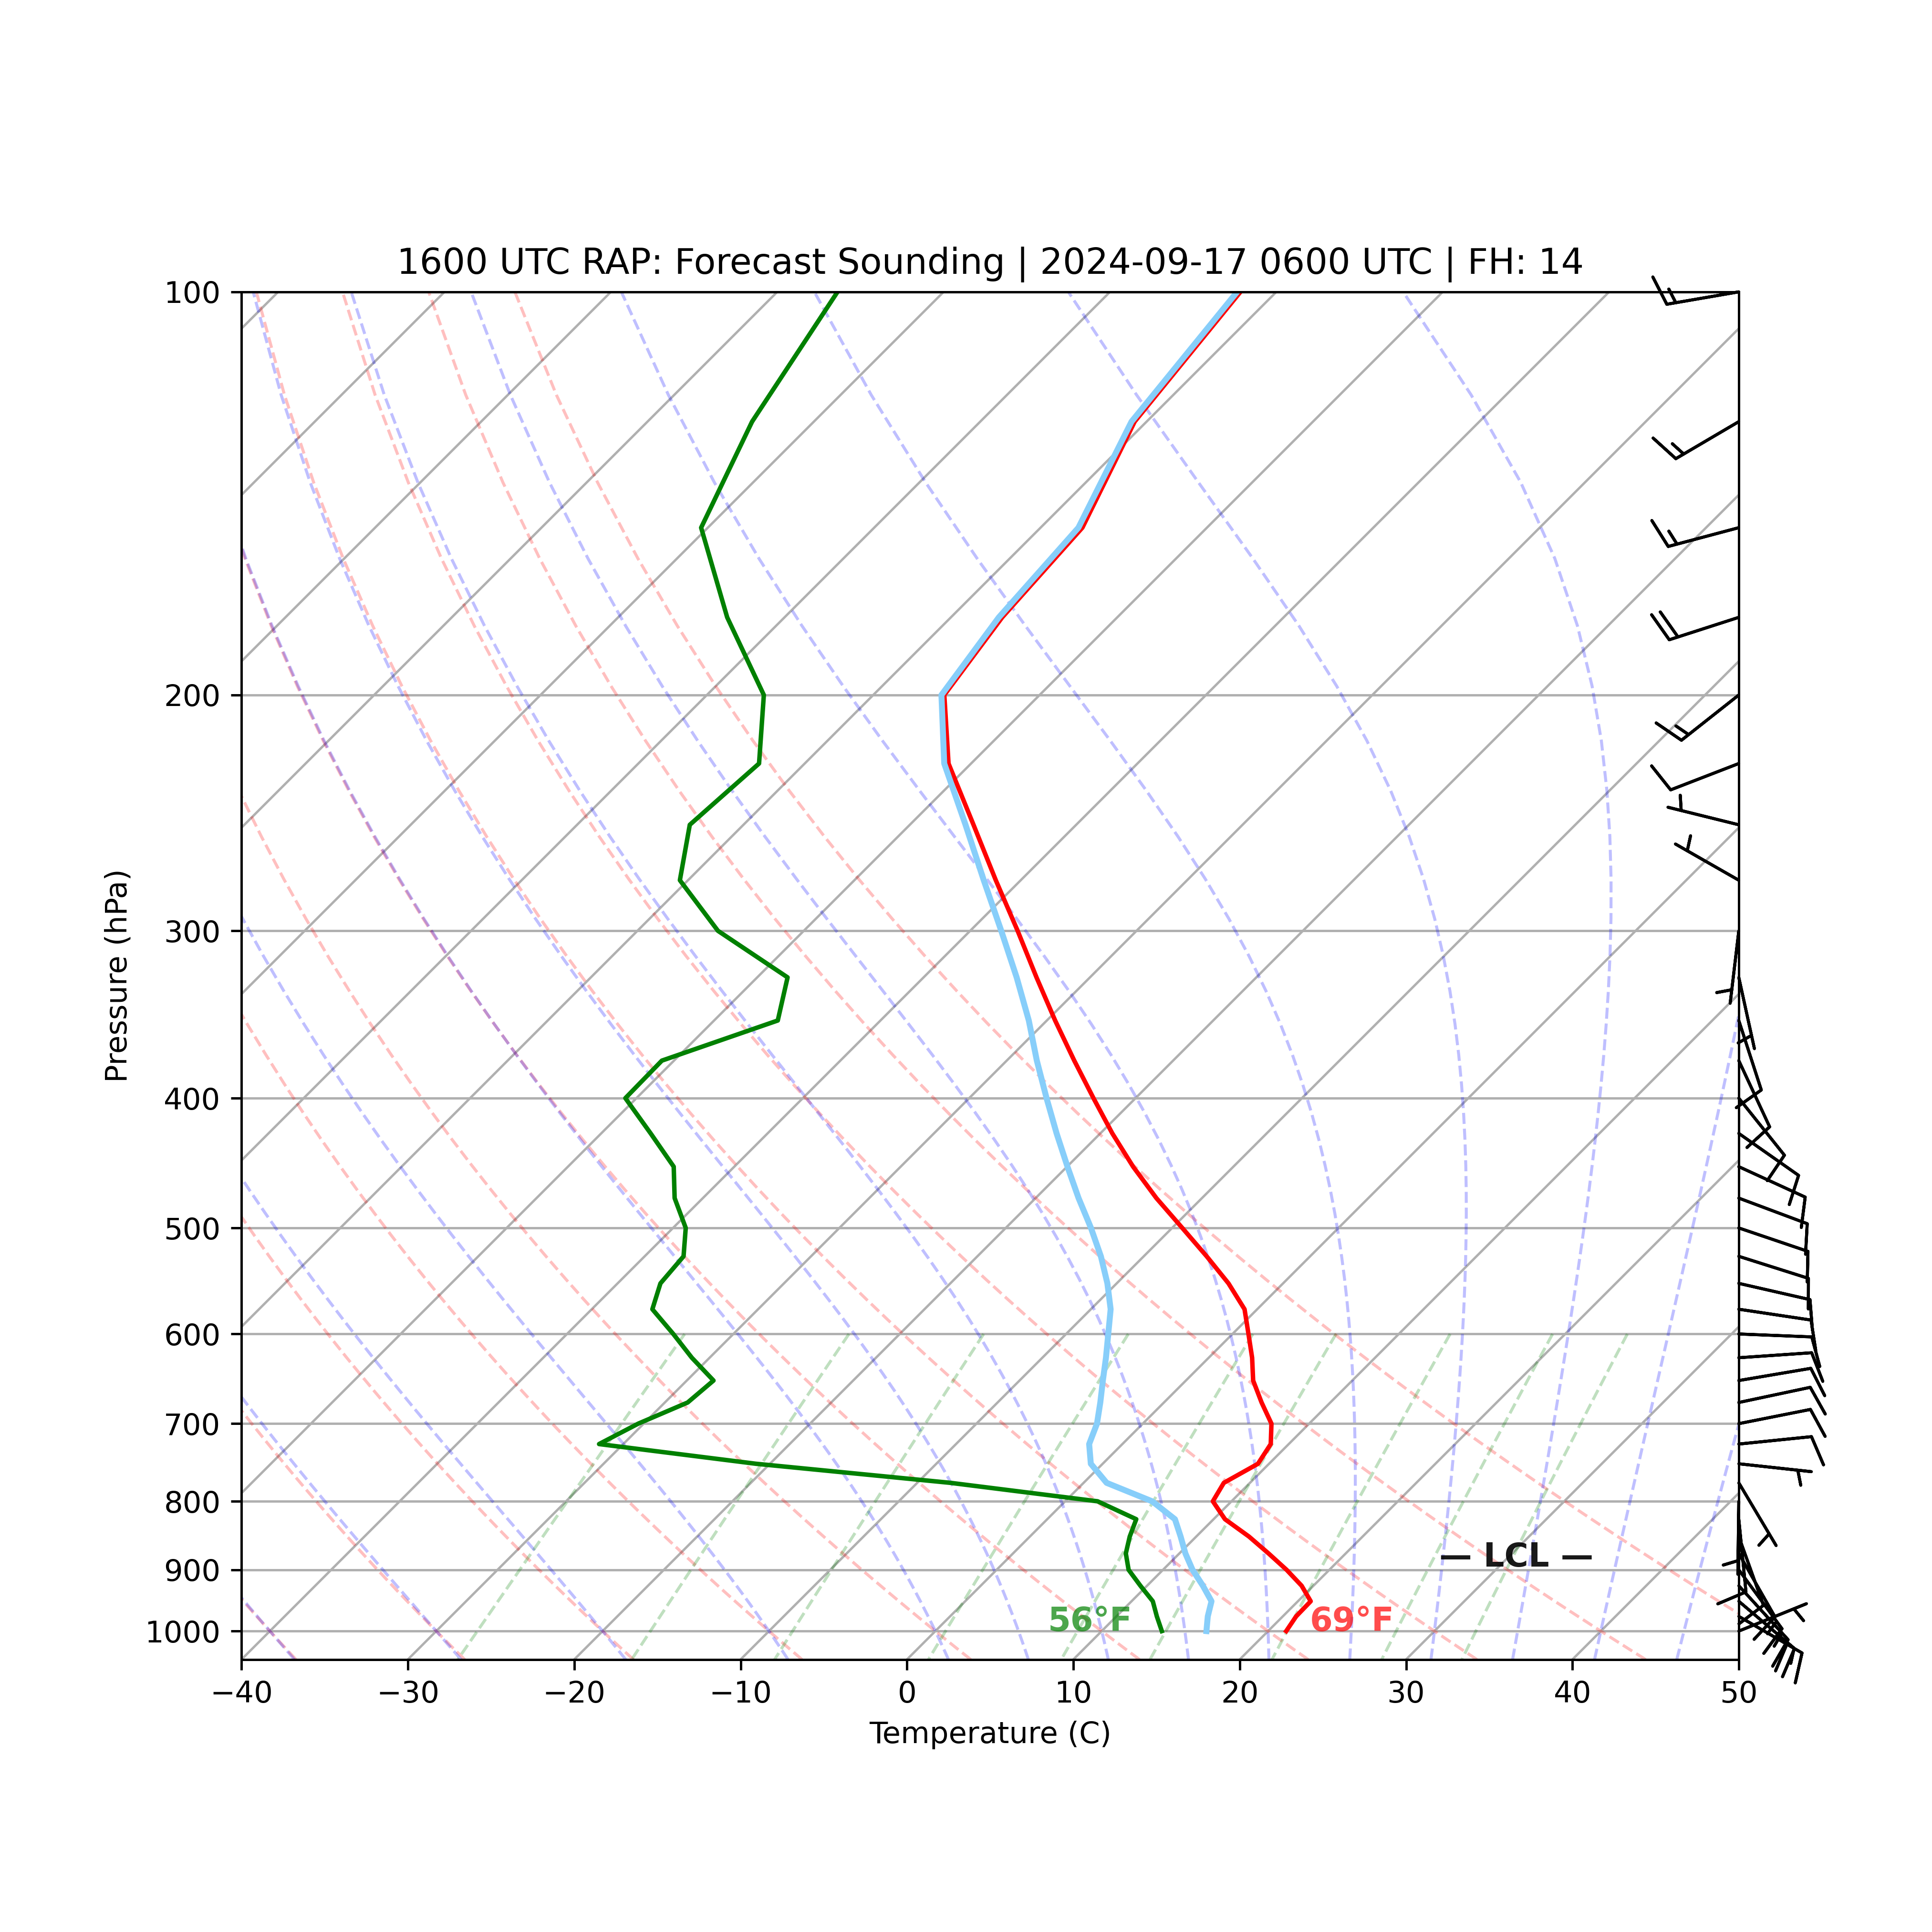 1600 UTC RAP: Forecast Sounding | 2024-09-17 0600 UTC | FH: 14
100
200
300
400
500
600
700
800
900
1000
Pressure (hPa)
— LCL —
56°F
69°F
−40 −30 −20 −10 0 10 20 30 40 50
Temperature (C)